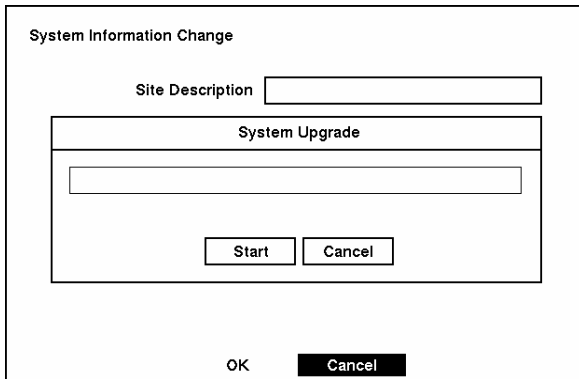 System Information Change
Site Description
System Upgrade
Start Cancel
OK Cancel